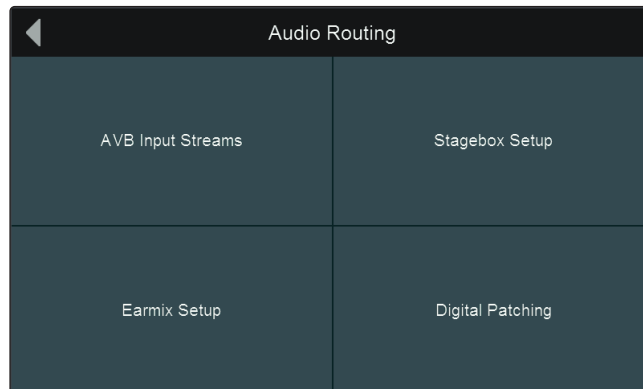 Audio Routing
AVB Input Streams
Stagebox Setup
Earmix Setup
Digital Patching